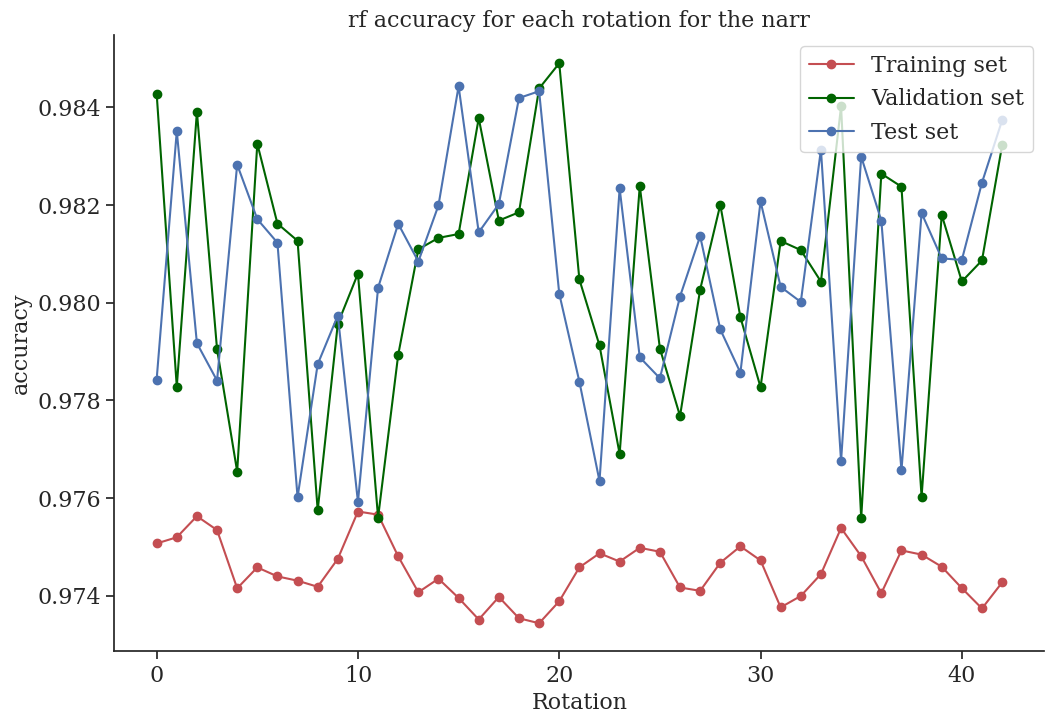 rf accuracy for each rotation for the narr
Training set
Validation set
Test set
0.984
0.982
0.980
0.978
0.976
0.974
accuracy
0
10
20
30
40
Rotation